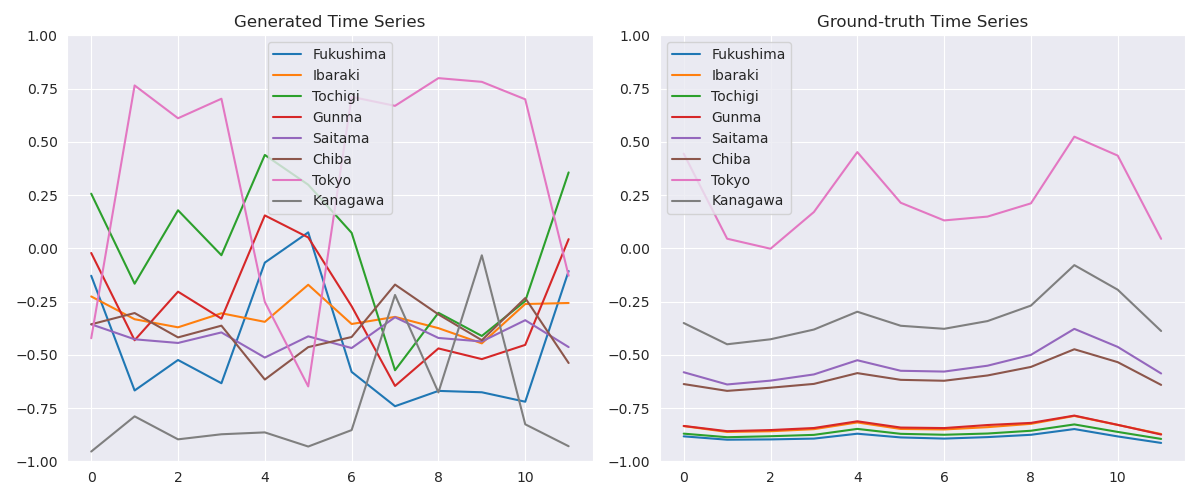 Generated Time Series
1.00
0.75
0.50
0.25
0.00
−0.25
−0.50
−0.75
−1.00
0
2
4
6
8
10
Fukushima
Ibaraki
Tochigi
Gunma
Saitama
Chiba
Tokyo
Kanagawa
Ground-truth Time Series
1.00
0.75
0.50
0.25
0.00
−0.25
−0.50
−0.75
−1.00
0
2
4
6
8
10
Fukushima
Ibaraki
Tochigi
Gunma
Saitama
Chiba
Tokyo
Kanagawa